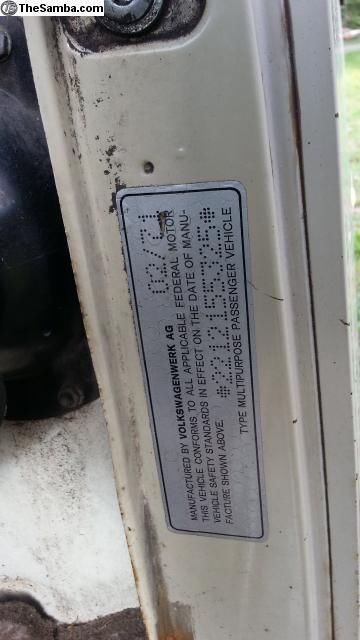 TheSamba.com
MANUFACTURED BY VOLKSWAGENWERK AG 02/71
THIS VEHICLE CONFORMS TO ALL APPLICABLE FEDERAL MOTOR
VEHICLE SAFETY STANDARDS IN EFFECT ON THE DATE OF MANU-
FACTURE SHOWN ABOVE. *2212155325*
TYPE MULTIPURPOSE PASSENGER VEHICLE